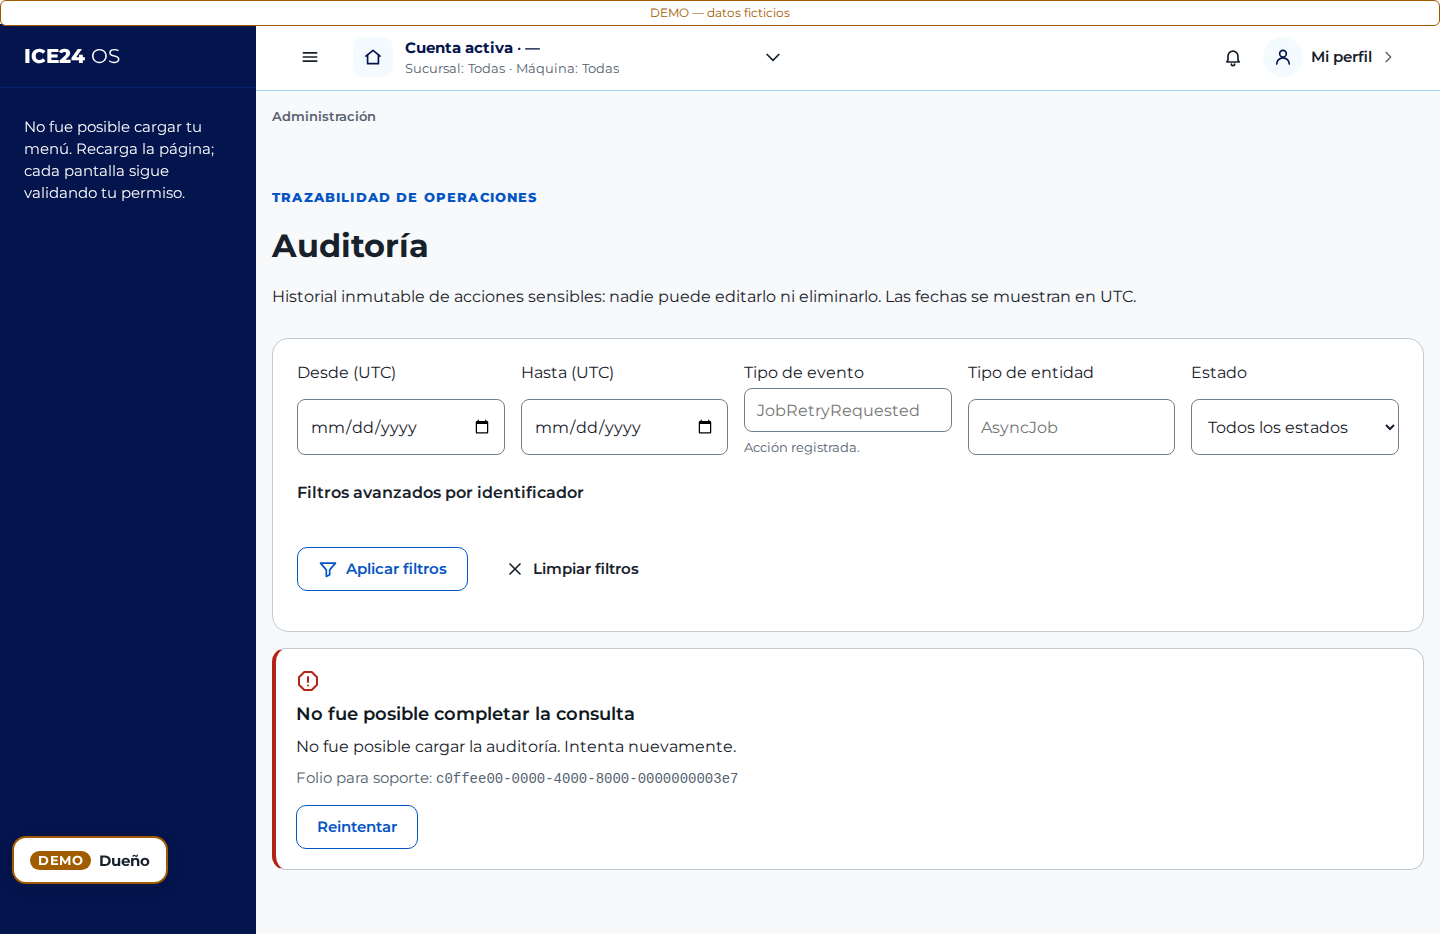 DEMO — datos ficticios
ICE24 OS
No fue posible cargar tu
menú. Recarga la página;
cada pantalla sigue
validando tu permiso.
DEMO Dueño
Cuenta activa · —
Sucursal: Todas · Máquina: Todas
Mi perfil
Administración
TRAZABILIDAD DE OPERACIONES
Auditoría
Historial inmutable de acciones sensibles: nadie puede editarlo ni eliminarlo. Las fechas se muestran en UTC.
Desde (UTC)
mm/dd/yyyy
Hasta (UTC)
mm/dd/yyyy
Tipo de evento
JobRetryRequested
Acción registrada.
Tipo de entidad
AsyncJob
Estado
Todos los estados
Filtros avanzados por identificador
Aplicar filtros
Limpiar filtros
No fue posible completar la consulta
No fue posible cargar la auditoría. Intenta nuevamente.
Folio para soporte: c0ffee00-0000-4000-8000-0000000003e7
Reintentar